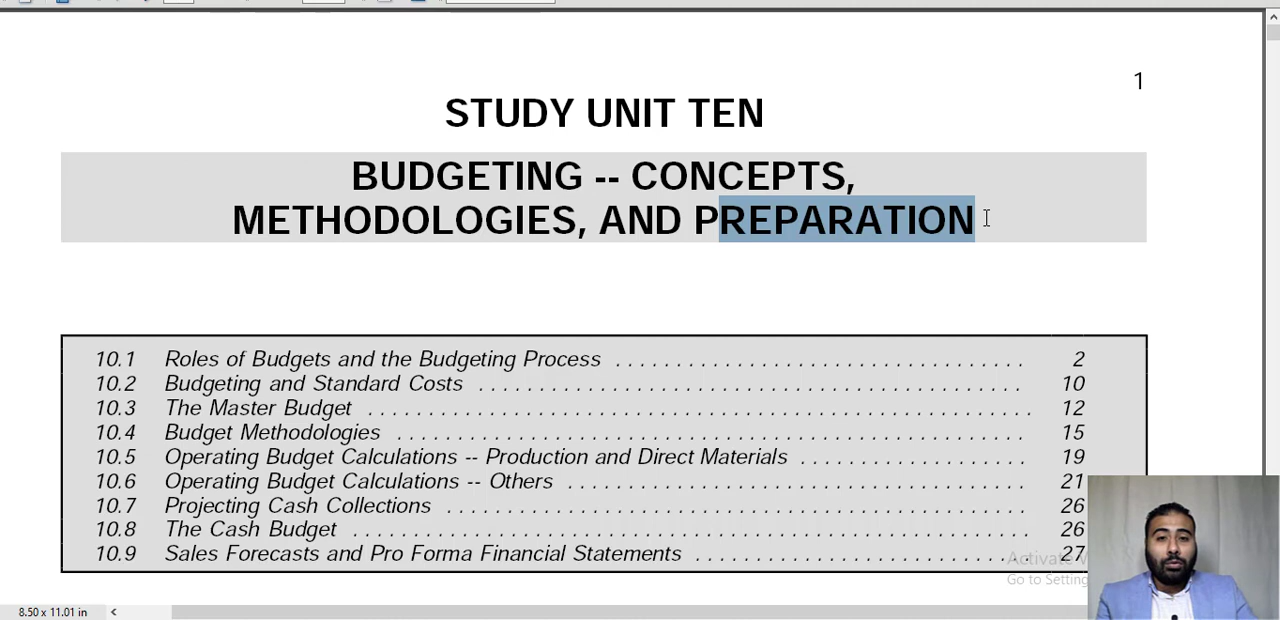 1
STUDY UNIT TEN
BUDGETING -- CONCEPTS,
METHODOLOGIES, AND PREPARATION
10.1 Roles of Budgets and the Budgeting Process . . . . . . . . . . . . . . . . . . . . . . . . . . . . . . . . . . 2
10.2 Budgeting and Standard Costs . . . . . . . . . . . . . . . . . . . . . . . . . . . . . . . . . . . . . . . . . . . . . 10
10.3 The Master Budget . . . . . . . . . . . . . . . . . . . . . . . . . . . . . . . . . . . . . . . . . . . . . . . . . . . . . . . 12
10.4 Budget Methodologies . . . . . . . . . . . . . . . . . . . . . . . . . . . . . . . . . . . . . . . . . . . . . . . . . . . . 15
10.5 Operating Budget Calculations -- Production and Direct Materials . . . . . . . . . . . . . . . . . . . 19
10.6 Operating Budget Calculations -- Others . . . . . . . . . . . . . . . . . . . . . . . . . . . . . . . . . . . . . . 21
10.7 Projecting Cash Collections . . . . . . . . . . . . . . . . . . . . . . . . . . . . . . . . . . . . . . . . . . . . . . . . 26
10.8 The Cash Budget . . . . . . . . . . . . . . . . . . . . . . . . . . . . . . . . . . . . . . . . . . . . . . . . . . . . . . . . 26
10.9 Sales Forecasts and Pro Forma Financial Statements . . . . . . . . . . . . . . . . . . . . . . . . . . . . 27
Activate
Go to Setting
8.50 x 11.01 in